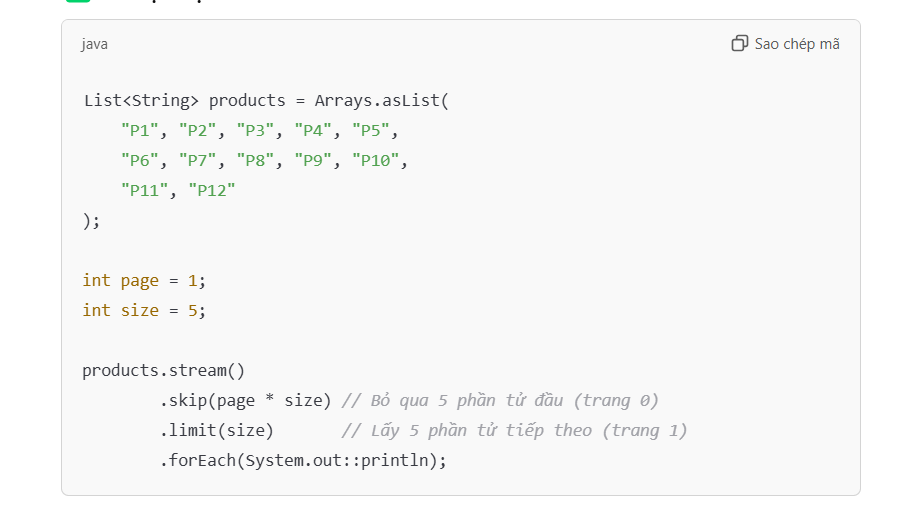 java
Sao chép mã
List<String> products = Arrays.asList(
"P1", "P2", "P3", "P4", "P5",
"P6", "P7", "P8", "P9", "P10",
"P11", "P12"
);
int page = 1;
int size = 5;
products.stream()
.skip(page * size) // Bỏ qua 5 phần tử đầu (trang 0)
.limit(size) // Lấy 5 phần tử tiếp theo (trang 1)
.forEach(System.out::println);